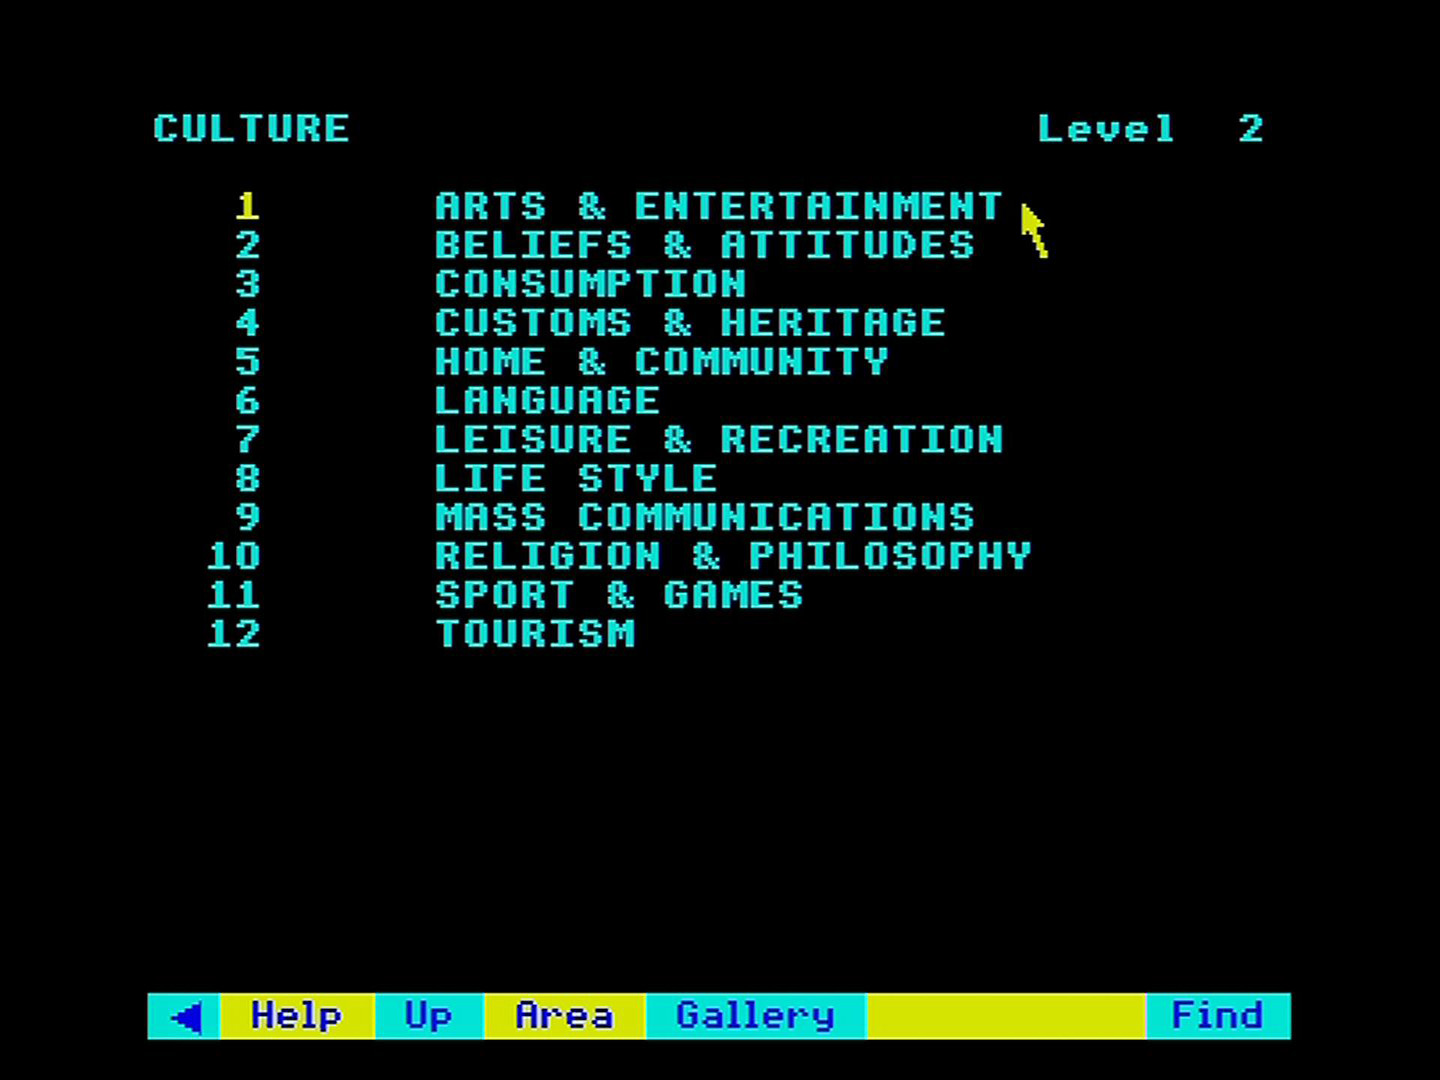 CULTURE Level 2
1 ARTS & ENTERTAINMENT
2 BELIEFS & ATTITUDES
3 CONSUMPTION
4 CUSTOMS & HERITAGE
5 HOME & COMMUNITY
6 LANGUAGE
7 LEISURE & RECREATION
8 LIFE STYLE
9 MASS COMMUNICATIONS
10 RELIGION & PHILOSOPHY
11 SPORT & GAMES
12 TOURISM
Help Up Area Gallery Find